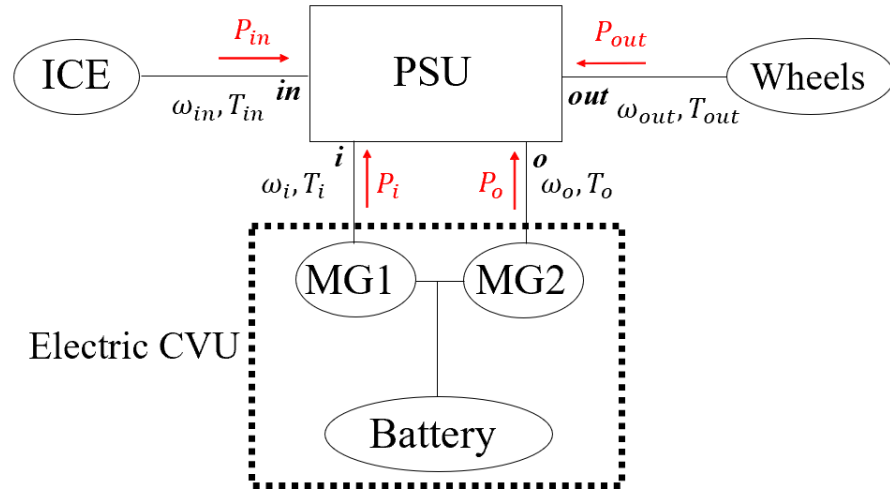 P_in
P_out
ICE
PSU
Wheels
in
out
ω_in, T_in
ω_out, T_out
i
o
ω_i, T_i
P_i
P_o
ω_o, T_o
MG1
MG2
Electric CVU
Battery